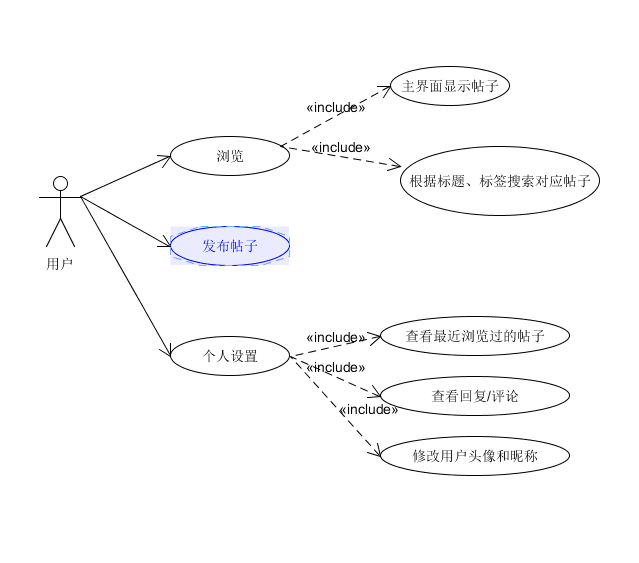 主界面显示帖子
«include»
«include»
浏览
根据标题、标签搜索对应帖子
发布帖子
用户
«include»
查看最近浏览过的帖子
个人设置
«include»
查看回复/评论
«include»
修改用户头像和昵称